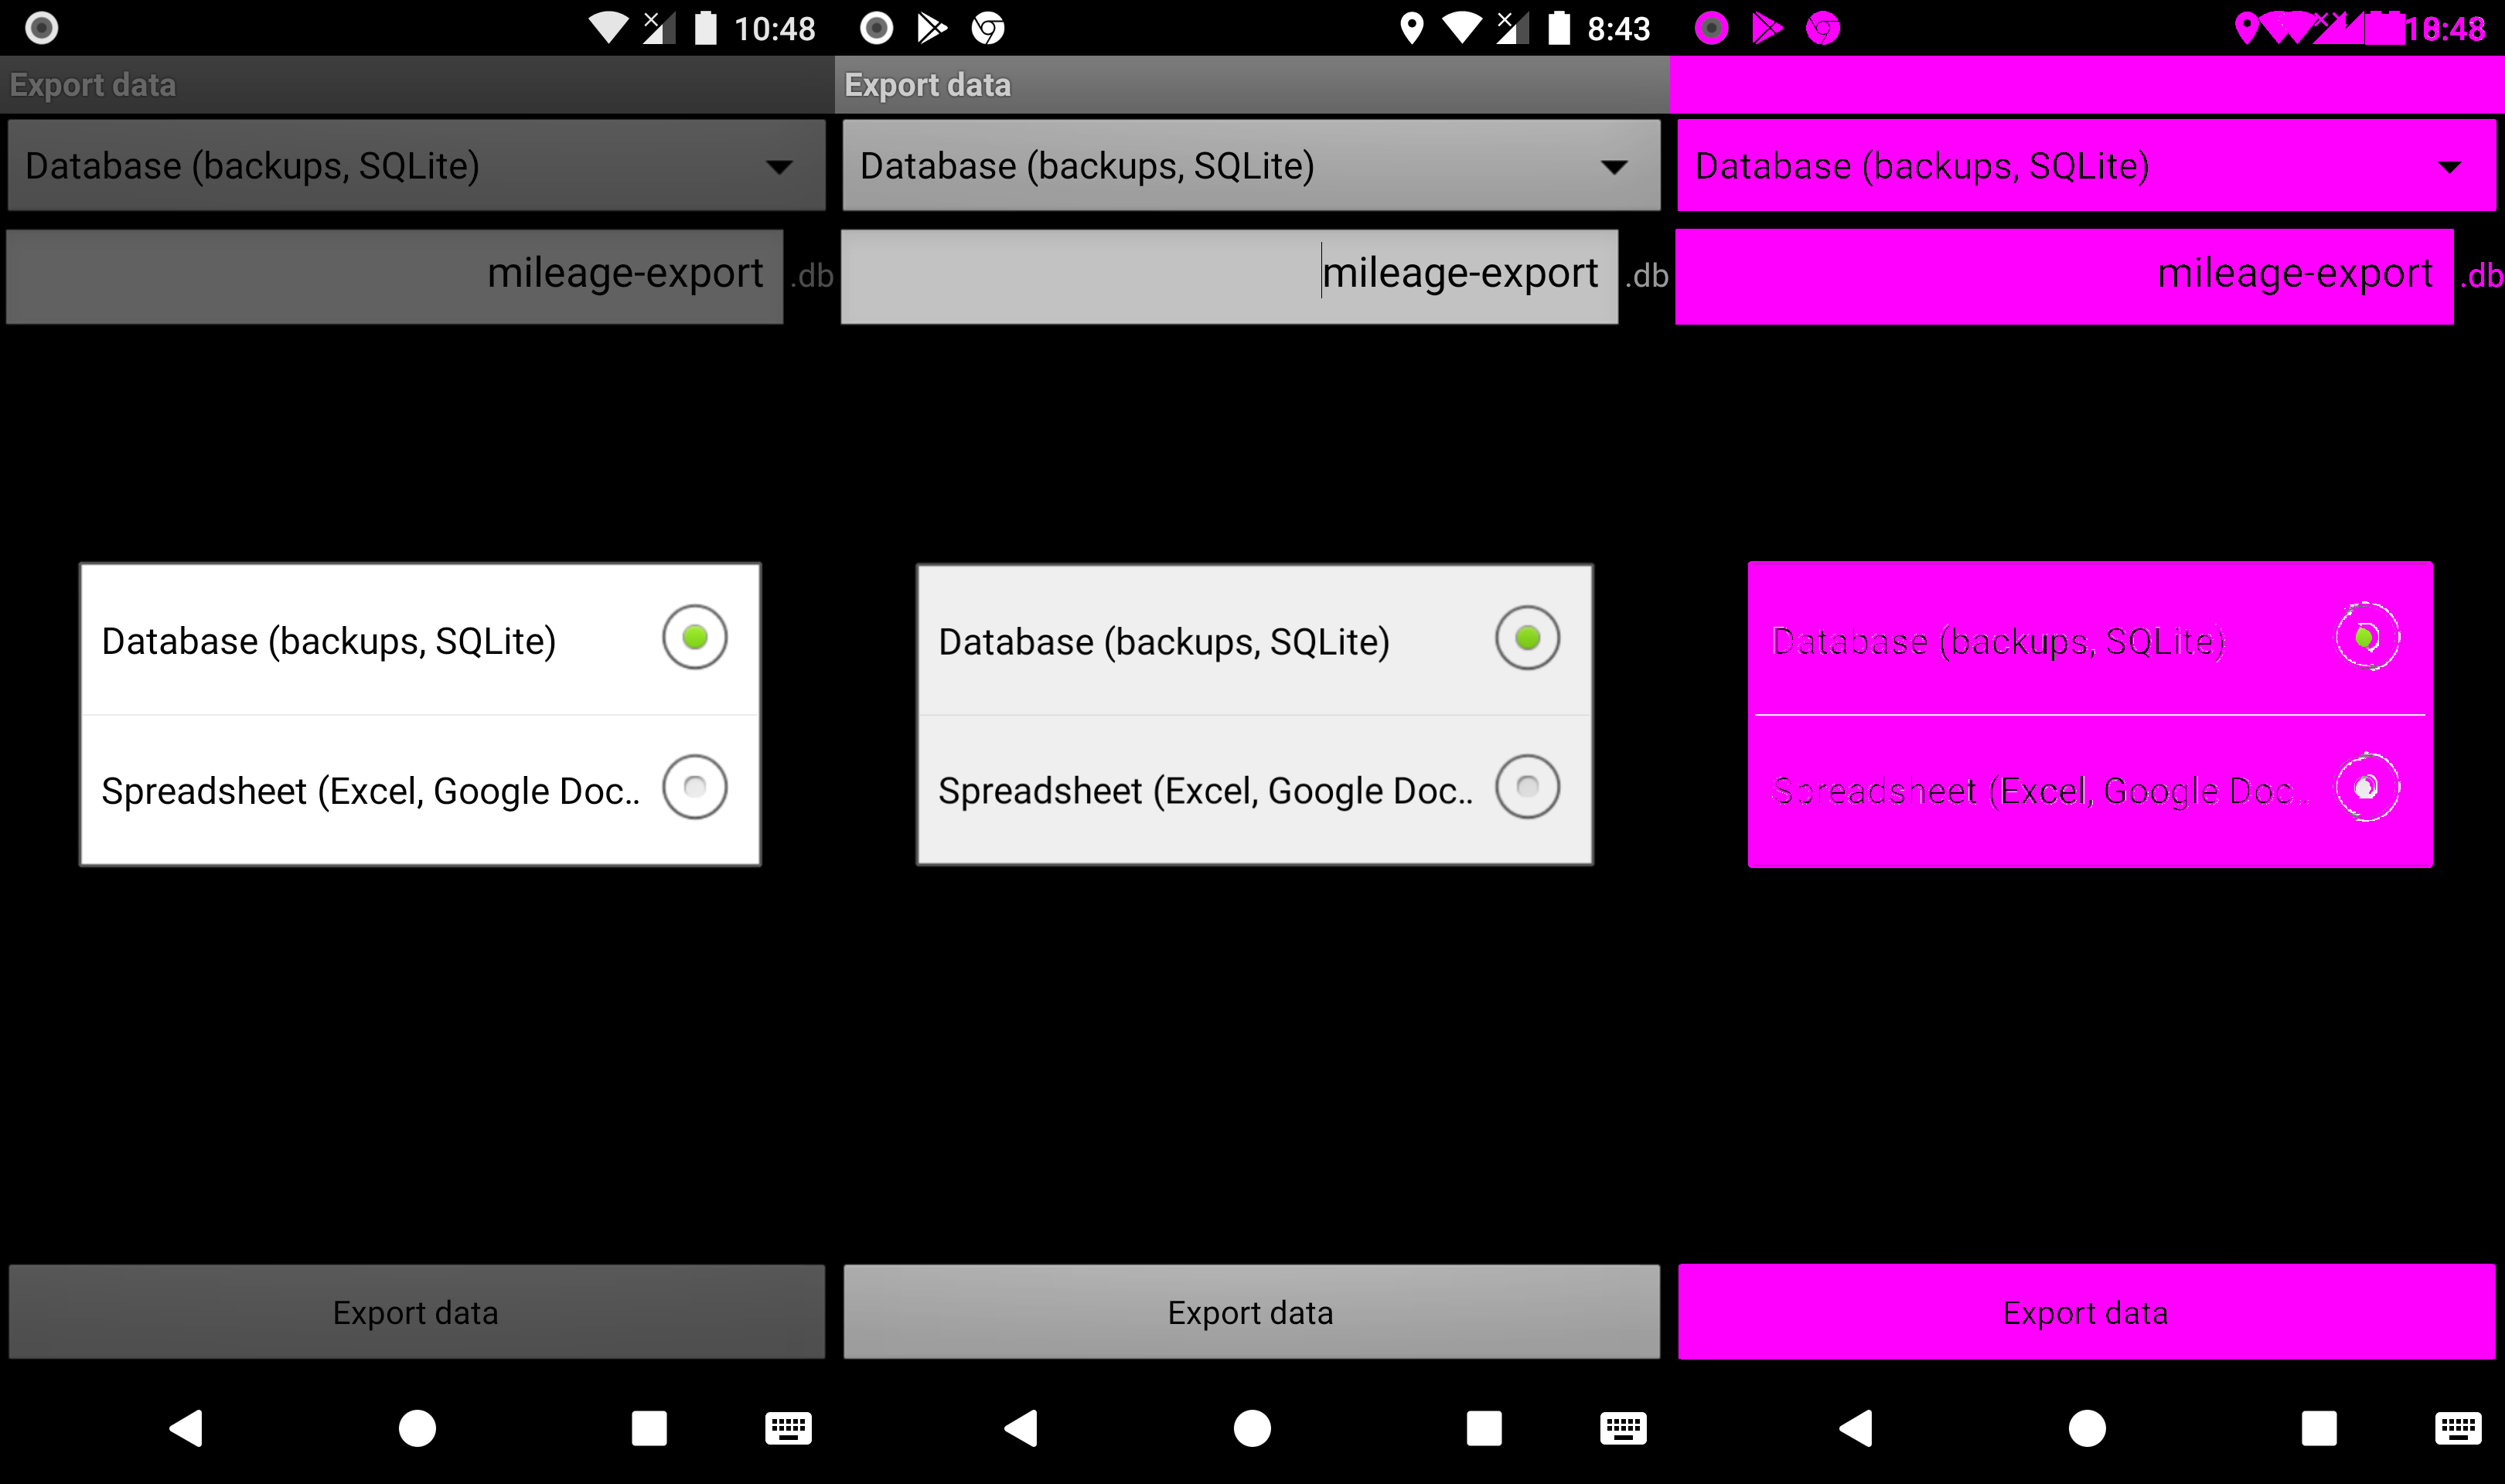 10:48
Export data
Database (backups, SQLite)
mileage-export .db
Database (backups, SQLite)
Spreadsheet (Excel, Google Doc..
Export data
8:43
Export data
Database (backups, SQLite)
mileage-export .db
Database (backups, SQLite)
Spreadsheet (Excel, Google Doc..
Export data
Database (backups, SQLite)
mileage-export .db
Database (backups, SQLite)
Spreadsheet (Excel, Google Doc..
Export data